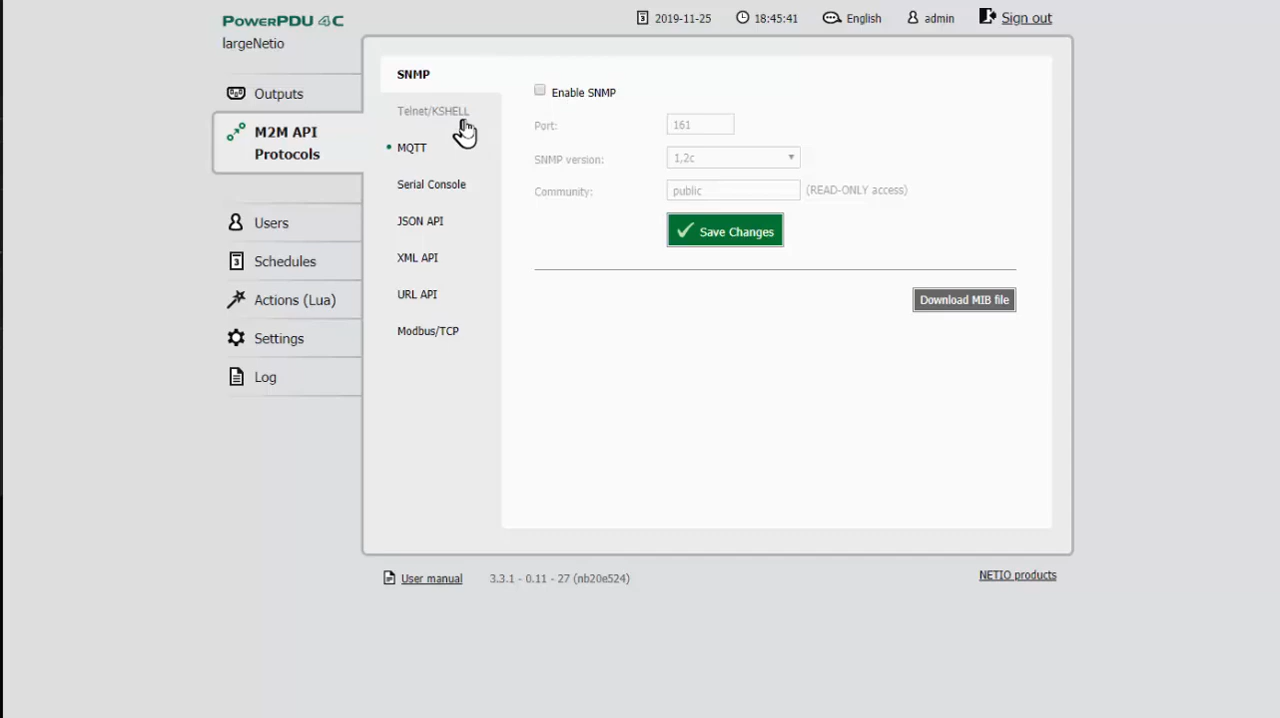 PowerPDU 4C
largeNetio
2019-11-25 18:45:41 English admin Sign out
Outputs
M2M API
Protocols
Users
Schedules
Actions (Lua)
Settings
Log
SNMP
Telnet/KSHELL
MQTT
Serial Console
JSON API
XML API
URL API
Modbus/TCP
Enable SNMP
Port: 161
SNMP version: 1,2c
Community: public (READ-ONLY access)
Save Changes
Download MIB file
User manual 3.3.1 - 0.11 - 27 (nb20e524) NETIO products